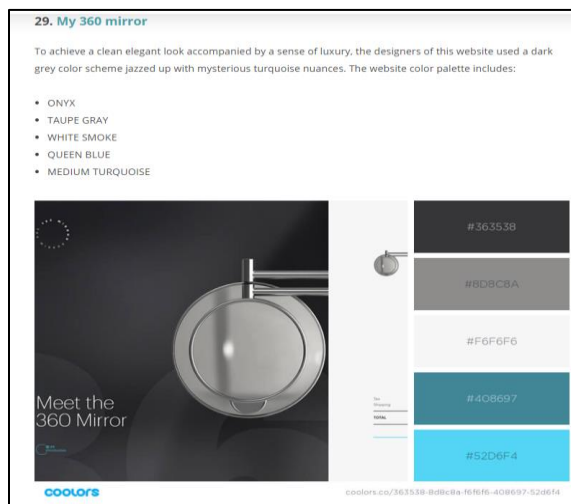 29. My 360 mirror
To achieve a clean elegant look accompanied by a sense of luxury, the designers of this website used a dark
grey color scheme jazzed up with mysterious turquoise nuances. The website color palette includes:
• ONYX
• TAUPE GRAY
• WHITE SMOKE
• QUEEN BLUE
• MEDIUM TURQUOISE
Meet the
360 Mirror
Tax
Shipping
TOTAL
#363538
#8D8C8A
#F6F6F6
#408697
#52D6F4
coolors
coolors.co/363538-8d8c8a-f6f6f6-408697-52d6f4